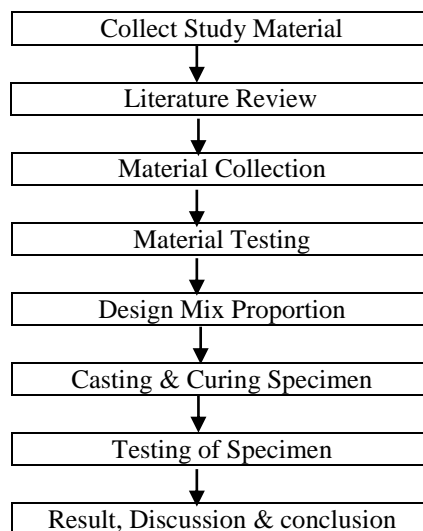 Collect Study Material
Literature Review
Material Collection
Material Testing
Design Mix Proportion
Casting & Curing Specimen
Testing of Specimen
Result, Discussion & conclusion